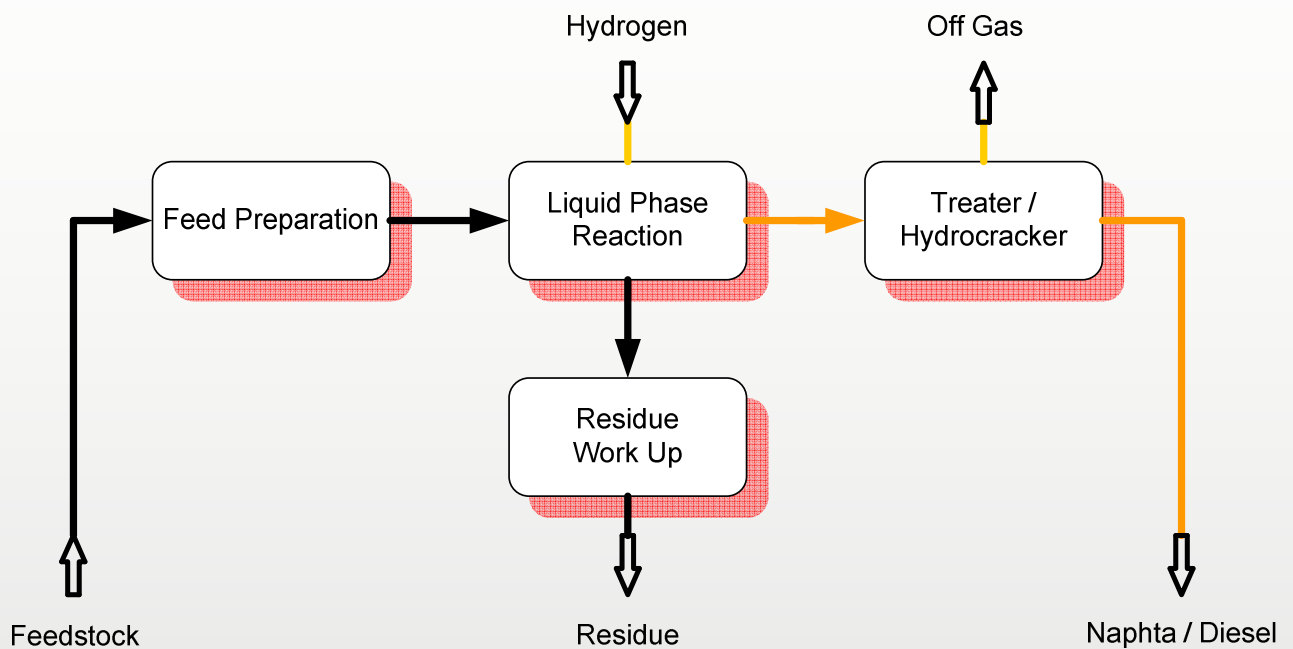 Hydrogen
Off Gas
Feed Preparation
Liquid Phase
Reaction
Treater /
Hydrocracker
Residue
Work Up
Feedstock
Residue
Naphta / Diesel